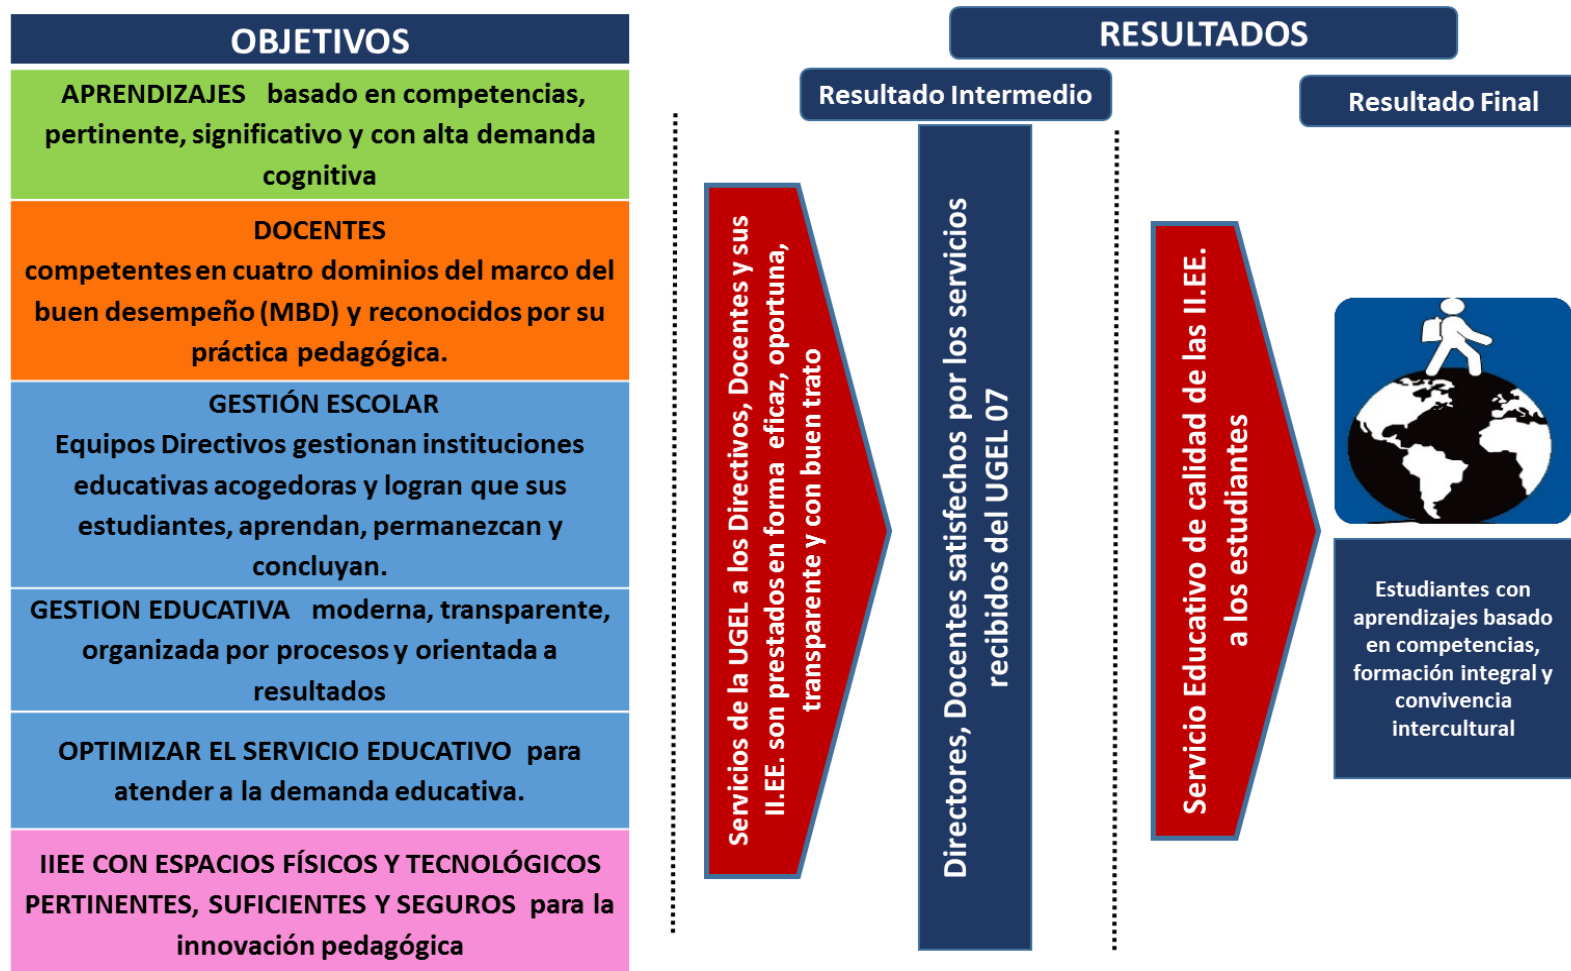 OBJETIVOS
APRENDIZAJES basado en competencias,
pertinente, significativo y con alta demanda
cognitiva
DOCENTES
competentes en cuatro dominios del marco del
buen desempeño (MBD) y reconocidos por su
práctica pedagógica.
GESTIÓN ESCOLAR
Equipos Directivos gestionan instituciones
educativas acogedoras y logran que sus
estudiantes, aprendan, permanezcan y
concluyan.
GESTION EDUCATIVA moderna, transparente,
organizada por procesos y orientada a
resultados
OPTIMIZAR EL SERVICIO EDUCATIVO para
atender a la demanda educativa.
IIEE CON ESPACIOS FÍSICOS Y TECNOLÓGICOS
PERTINENTES, SUFICIENTES Y SEGUROS para la
innovación pedagógica
RESULTADOS
Resultado Intermedio
Servicios de la UGEL a los Directivos, Docentes y sus
II.EE. son prestados en forma eficaz, oportuna,
transparente y con buen trato
Directores, Docentes satisfechos por los servicios
recibidos del UGEL 07
Resultado Final
Servicio Educativo de calidad de las II.EE.
a los estudiantes
Estudiantes con
aprendizajes basado
en competencias,
formación integral y
convivencia
intercultural